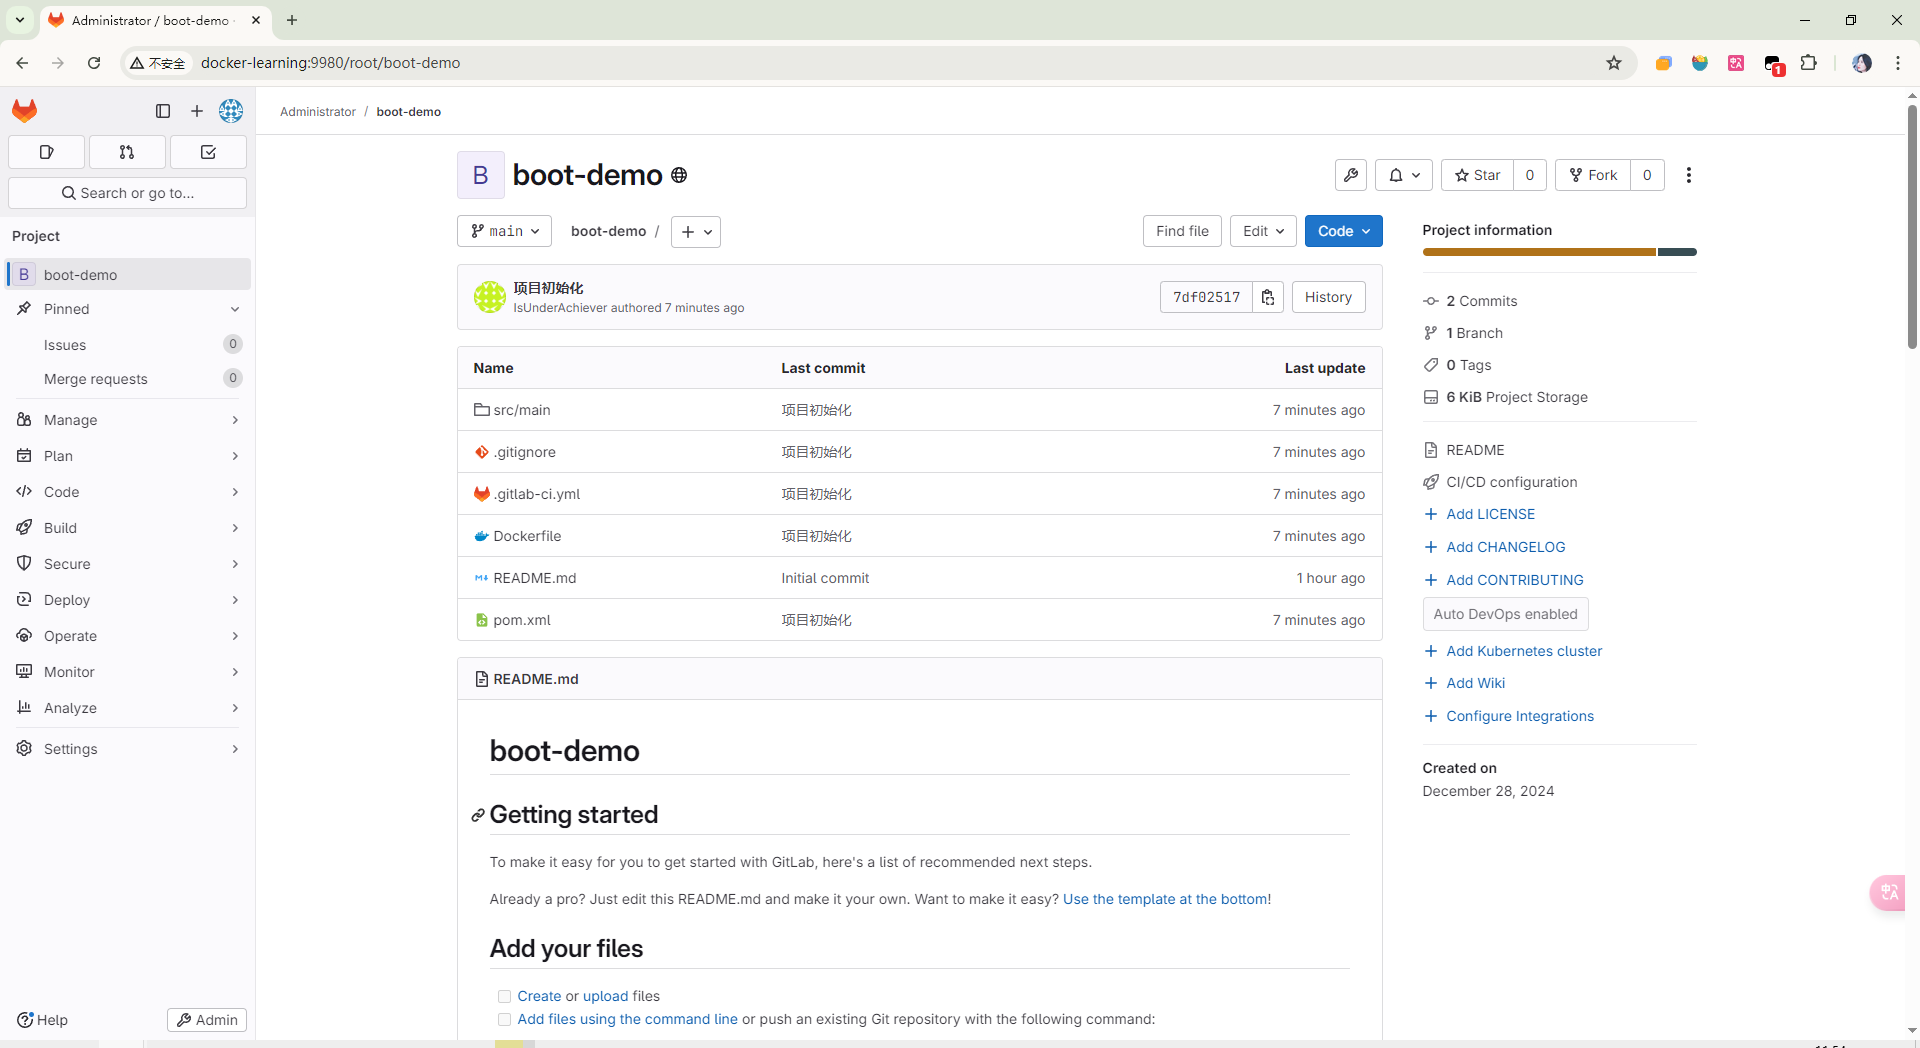 Administrator / boot-demo
不安全
docker-learning:9980/root/boot-demo
1
Administrator / boot-demo
Search or go to...
Project
B boot-demo
Pinned
Issues 0
Merge requests 0
Manage
Plan
Code
Build
Secure
Deploy
Operate
Monitor
Analyze
Settings
Help
Admin
B boot-demo
Star 0
Fork 0
main
boot-demo /
Find file
Edit
Code
项目初始化
IsUnderAchiever authored 7 minutes ago
7df02517
History
Name Last commit Last update
src/main 项目初始化 7 minutes ago
.gitignore 项目初始化 7 minutes ago
.gitlab-ci.yml 项目初始化 7 minutes ago
Dockerfile 项目初始化 7 minutes ago
README.md Initial commit 1 hour ago
pom.xml 项目初始化 7 minutes ago
README.md
boot-demo
Getting started
To make it easy for you to get started with GitLab, here's a list of recommended next steps.
Already a pro? Just edit this README.md and make it your own. Want to make it easy? Use the template at the bottom!
Add your files
Create or upload files
Add files using the command line or push an existing Git repository with the following command:
Project information
2 Commits
1 Branch
0 Tags
6 KiB Project Storage
README
CI/CD configuration
Add LICENSE
Add CHANGELOG
Add CONTRIBUTING
Auto DevOps enabled
Add Kubernetes cluster
Add Wiki
Configure Integrations
Created on
December 28, 2024